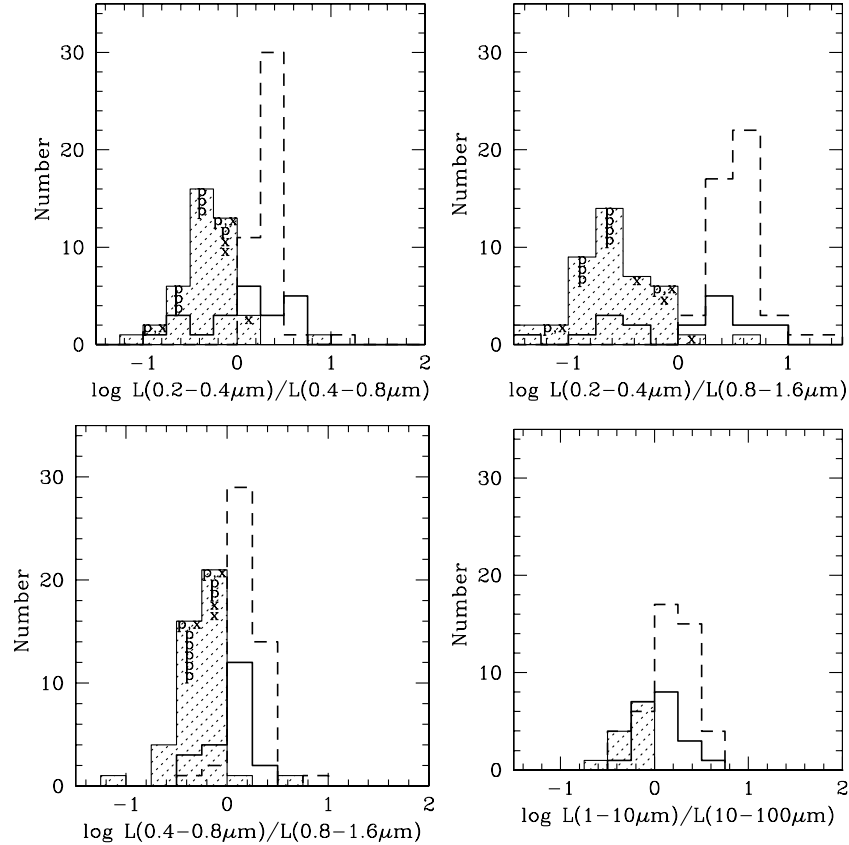 30
20
10
0
Number
p
p
p
p,x
p
x
x
p
p
p
p,x
x
−1
0
1
2
log L(0.2−0.4μm)/L(0.4−0.8μm)
30
20
10
0
Number
p
p
p
p
p
p
p
x
p,x
x
p,x
x
−1
0
1
log L(0.2−0.4μm)/L(0.8−1.6μm)
30
20
10
0
Number
p,x
p
p
x
x
p,x
p
p
p
p
p
−1
0
1
2
log L(0.4−0.8μm)/L(0.8−1.6μm)
30
20
10
0
Number
−1
0
1
2
log L(1−10μm)/L(10−100μm)